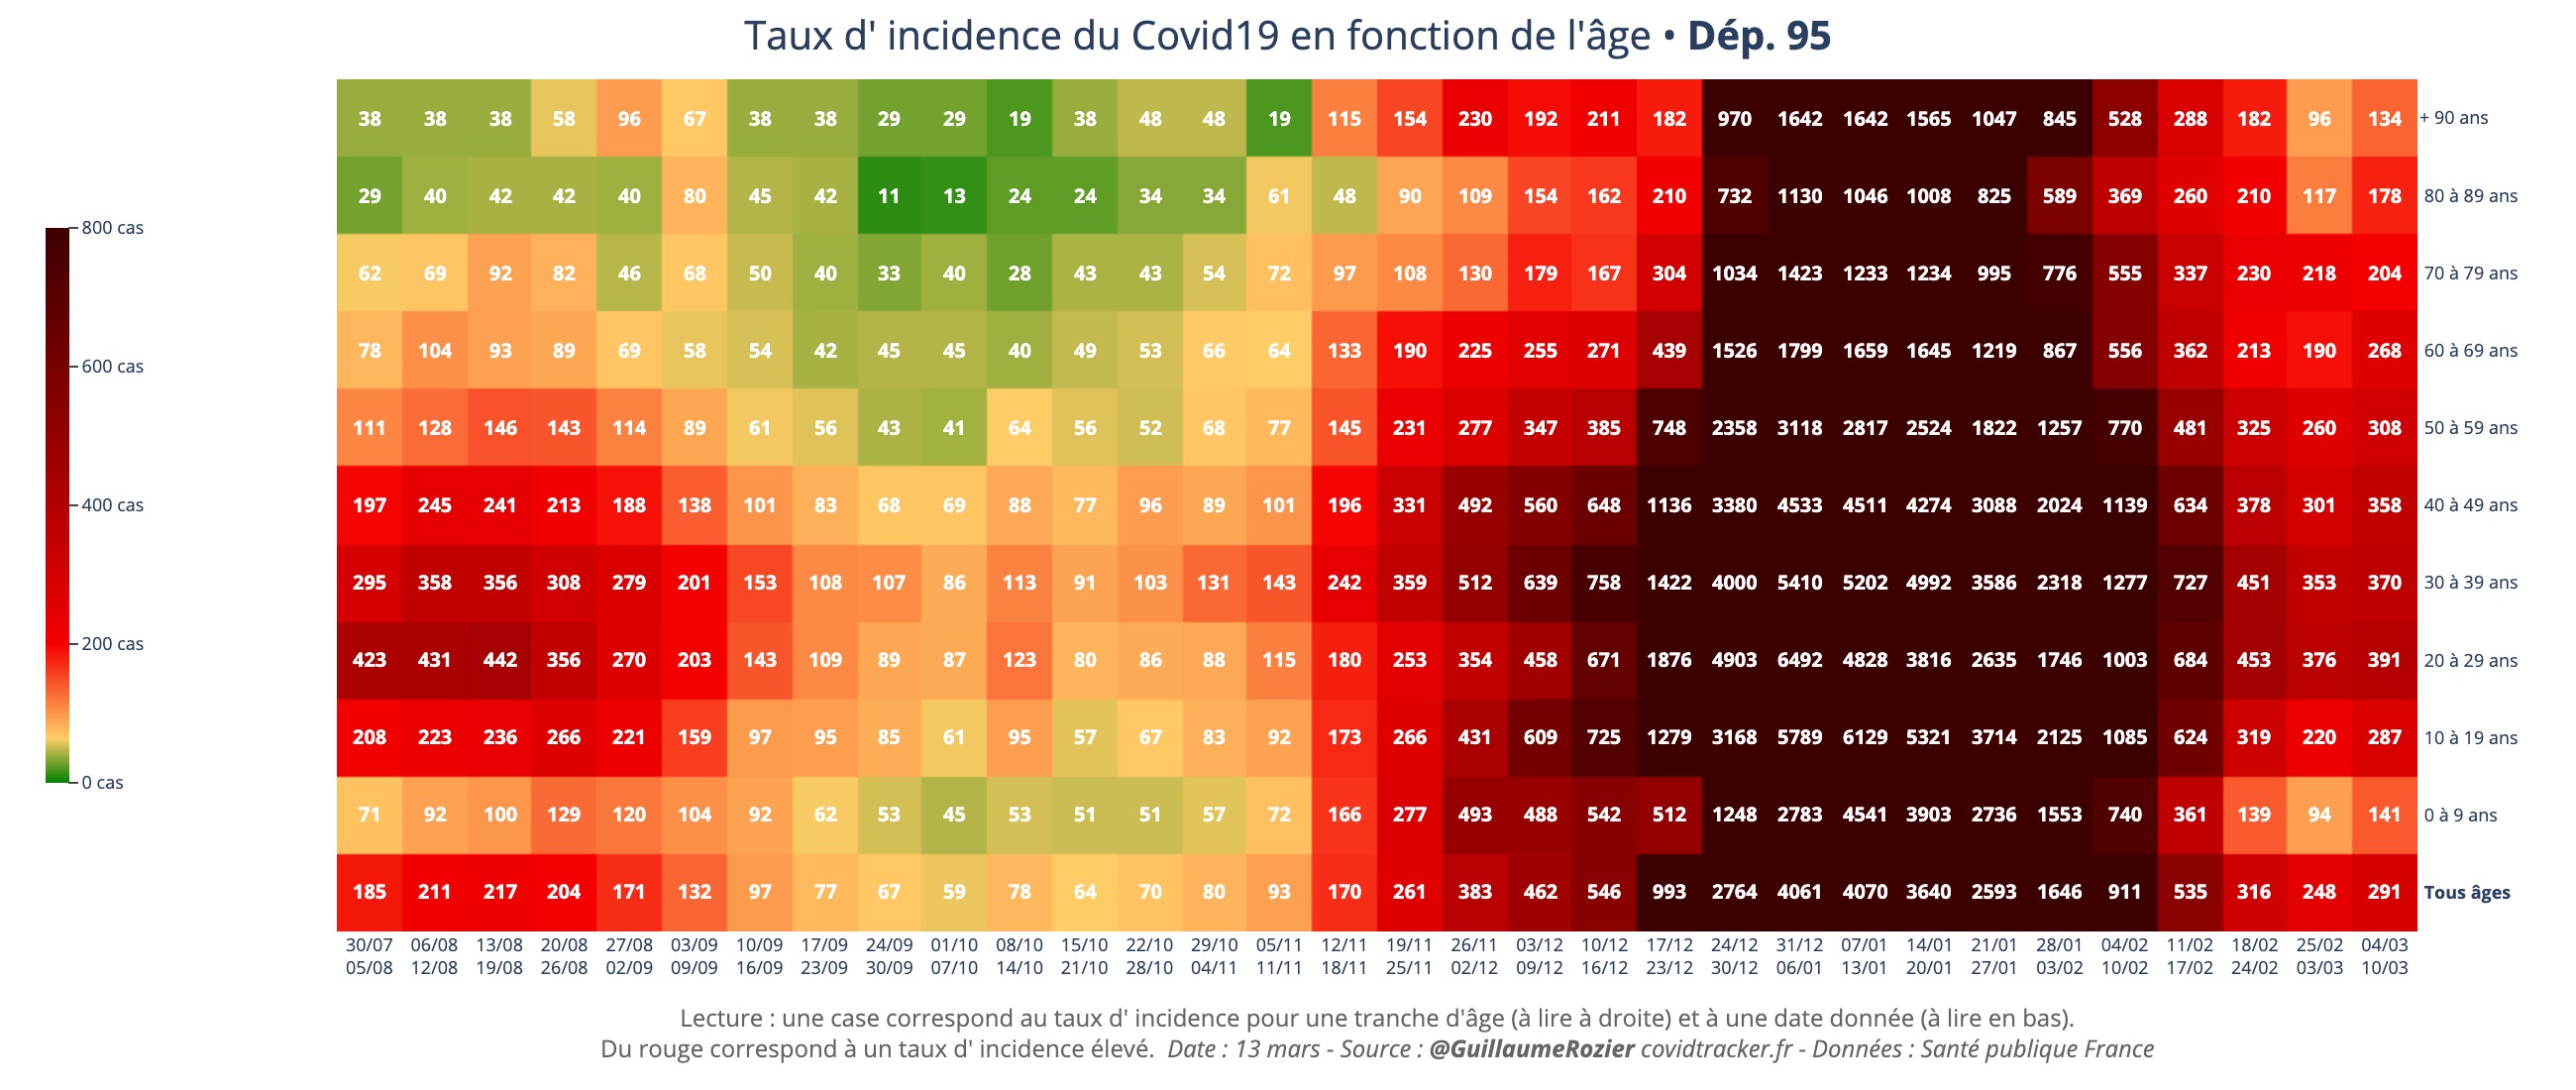 Taux d' incidence du Covid19 en fonction de l'âge • Dép. 95
800 cas
600 cas
400 cas
200 cas
0 cas
38 38 38 58 96 67 38 38 29 29 19 38 48 48 19 115 154 230 192 211 182 970 1642 1642 1565 1047 845 528 288 182 96 134 + 90 ans
29 40 42 42 40 80 45 42 11 13 24 24 34 34 61 48 90 109 154 162 210 732 1130 1046 1008 825 589 369 260 210 117 178 80 à 89 ans
62 69 92 82 46 68 50 40 33 40 28 43 43 54 72 97 108 130 179 167 304 1034 1423 1233 1234 995 776 555 337 230 218 204 70 à 79 ans
78 104 93 89 69 58 54 42 45 45 40 49 53 66 64 133 190 225 255 271 439 1526 1799 1659 1645 1219 867 556 362 213 190 268 60 à 69 ans
111 128 146 143 114 89 61 56 43 41 64 56 52 68 77 145 231 277 347 385 748 2358 3118 2817 2524 1822 1257 770 481 325 260 308 50 à 59 ans
197 245 241 213 188 138 101 83 68 69 88 77 96 89 101 196 331 492 560 648 1136 3380 4533 4511 4274 3088 2024 1139 634 378 301 358 40 à 49 ans
295 358 356 308 279 201 153 108 107 86 113 91 103 131 143 242 359 512 639 758 1422 4000 5410 5202 4992 3586 2318 1277 727 451 353 370 30 à 39 ans
423 431 442 356 270 203 143 109 89 87 123 80 86 88 115 180 253 354 458 671 1876 4903 6492 4828 3816 2635 1746 1003 684 453 376 391 20 à 29 ans
208 223 236 266 221 159 97 95 85 61 95 57 67 83 92 173 266 431 609 725 1279 3168 5789 6129 5321 3714 2125 1085 624 319 220 287 10 à 19 ans
71 92 100 129 120 104 92 62 53 45 53 51 51 57 72 166 277 493 488 542 512 1248 2783 4541 3903 2736 1553 740 361 139 94 141 0 à 9 ans
185 211 217 204 171 132 97 77 67 59 78 64 70 80 93 170 261 383 462 546 993 2764 4061 4070 3640 2593 1646 911 535 316 248 291 Tous âges
30/07 06/08 13/08 20/08 27/08 03/09 10/09 17/09 24/09 01/10 08/10 15/10 22/10 29/10 05/11 12/11 19/11 26/11 03/12 10/12 17/12 24/12 31/12 07/01 14/01 21/01 28/01 04/02 11/02 18/02 25/02 04/03
05/08 12/08 19/08 26/08 02/09 09/09 16/09 23/09 30/09 07/10 14/10 21/10 28/10 04/11 11/11 18/11 25/11 02/12 09/12 16/12 23/12 30/12 06/01 13/01 20/01 27/01 03/02 10/02 17/02 24/02 03/03 10/03
Lecture : une case correspond au taux d' incidence pour une tranche d'âge (à lire à droite) et à une date donnée (à lire en bas).
Du rouge correspond à un taux d' incidence élevé. Date : 13 mars - Source : @GuillaumeRozier covidtracker.fr - Données : Santé publique France